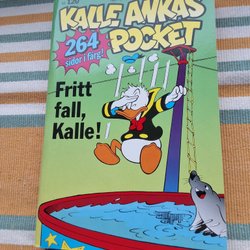 KALLE ANKAS
POCKET
264
sidor i färg!
Fritt
fall,
Kalle!